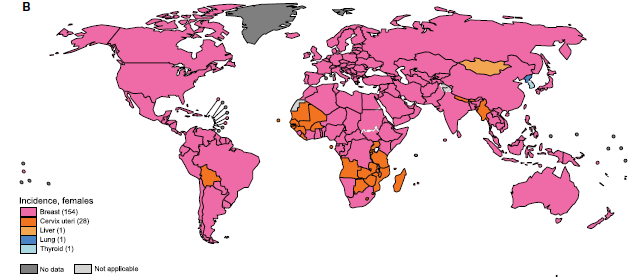 B
Incidence, females
Breast (154)
Cervix uteri (28)
Liver (1)
Lung (1)
Thyroid (1)
No data
Not applicable